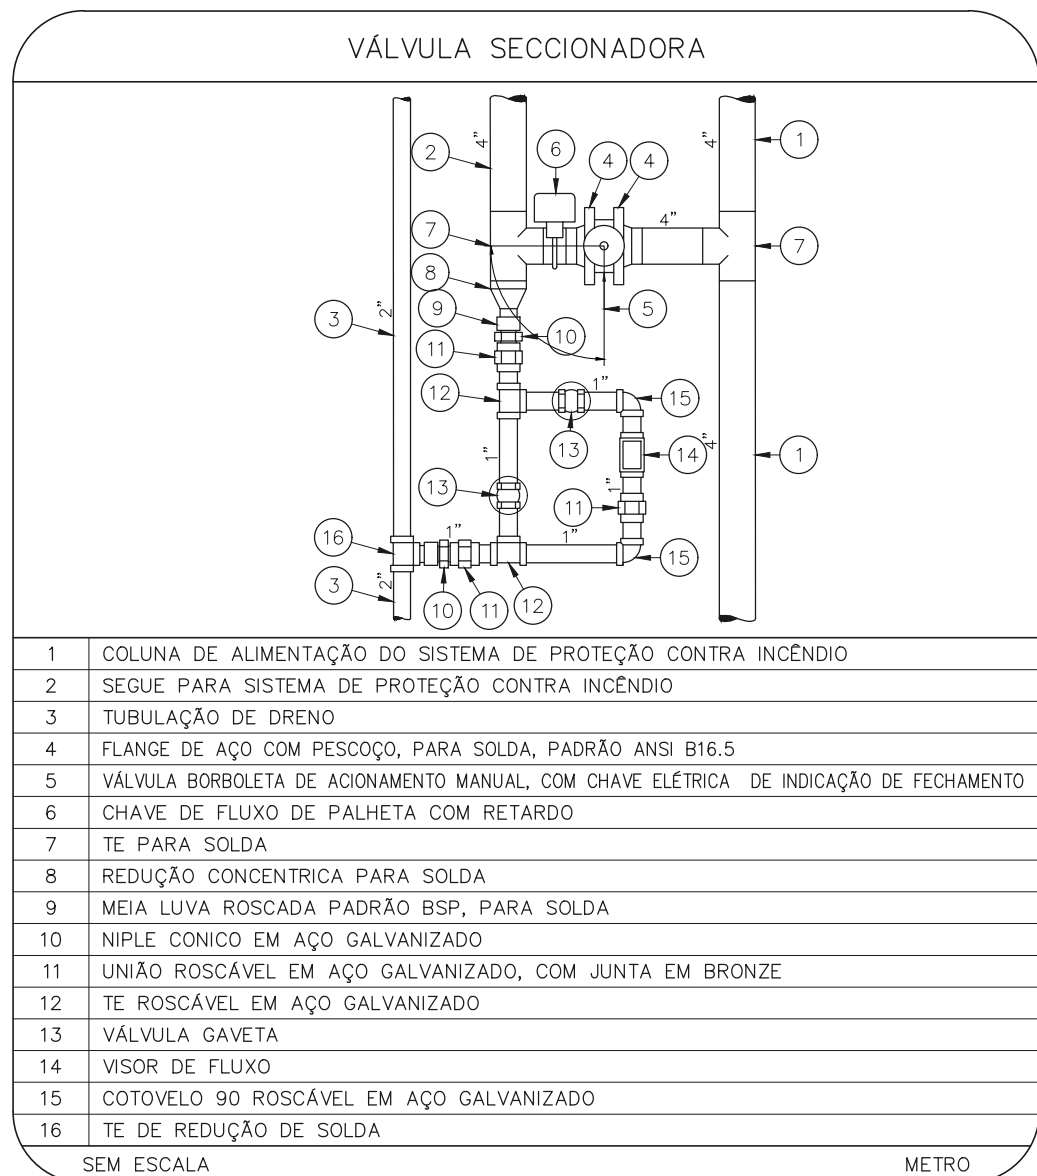 VÁLVULA SECCIONADORA
4"
4"
2
6
4
4
1
4"
7
7
8
5
2"
3
9
10
11
1"
12
15
13
4"
14
1
1"
13
1"
11
16
1"
1"
15
2"
3
10
11
12
1 COLUNA DE ALIMENTAÇÃO DO SISTEMA DE PROTEÇÃO CONTRA INCÊNDIO
2 SEGUE PARA SISTEMA DE PROTEÇÃO CONTRA INCÊNDIO
3 TUBULAÇÃO DE DRENO
4 FLANGE DE AÇO COM PESCOÇO, PARA SOLDA, PADRÃO ANSI B16.5
5 VÁLVULA BORBOLETA DE ACIONAMENTO MANUAL, COM CHAVE ELÉTRICA DE INDICAÇÃO DE FECHAMENTO
6 CHAVE DE FLUXO DE PALHETA COM RETARDO
7 TE PARA SOLDA
8 REDUÇÃO CONCENTRICA PARA SOLDA
9 MEIA LUVA ROSCADA PADRÃO BSP, PARA SOLDA
10 NIPLE CONICO EM AÇO GALVANIZADO
11 UNIÃO ROSCÁVEL EM AÇO GALVANIZADO, COM JUNTA EM BRONZE
12 TE ROSCÁVEL EM AÇO GALVANIZADO
13 VÁLVULA GAVETA
14 VISOR DE FLUXO
15 COTOVELO 90 ROSCÁVEL EM AÇO GALVANIZADO
16 TE DE REDUÇÃO DE SOLDA
SEM ESCALA METRO